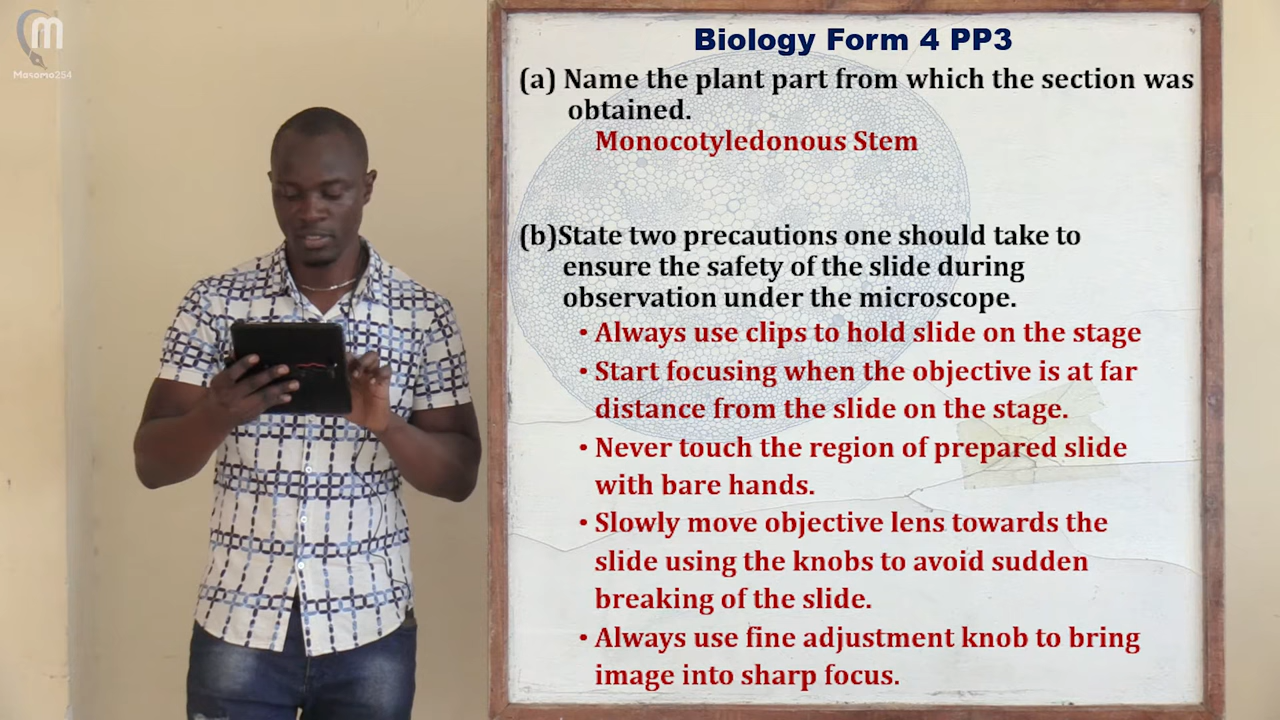 m
Masomo254
Biology Form 4 PP3
(a) Name the plant part from which the section was
obtained.
Monocotyledonous Stem
(b)State two precautions one should take to
ensure the safety of the slide during
observation under the microscope.
• Always use clips to hold slide on the stage
• Start focusing when the objective is at far
distance from the slide on the stage.
• Never touch the region of prepared slide
with bare hands.
• Slowly move objective lens towards the
slide using the knobs to avoid sudden
breaking of the slide.
• Always use fine adjustment knob to bring
image into sharp focus.